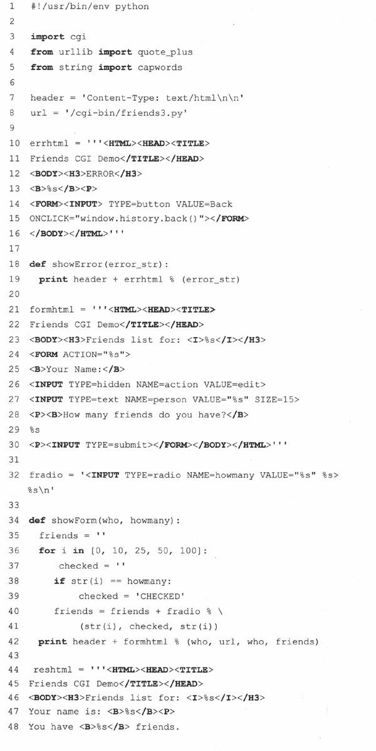 1 #!/usr/bin/env python
2
3 import cgi
4 from urllib import quote_plus
5 from string import capwords
6
7 header = 'Content-Type: text/html\n\n'
8 url = '/cgi-bin/friends3.py'
9
10 errhtml = '''<HTML><HEAD><TITLE>
11 Friends CGI Demo</TITLE></HEAD>
12 <BODY><H3>ERROR</H3>
13 <B>%s</B><P>
14 <FORM><INPUT> TYPE=button VALUE=Back
15 ONCLICK="window.history.back()"></FORM>
16 </BODY></HTML>'''
17
18 def showError(error_str):
19 print header + errhtml % (error_str)
20
21 formhtml = '''<HTML><HEAD><TITLE>
22 Friends CGI Demo</TITLE></HEAD>
23 <BODY><H3>Friends list for: <I>%s</I></H3>
24 <FORM ACTION="%s">
25 <B>Your Name:</B>
26 <INPUT TYPE=hidden NAME=action VALUE=edit>
27 <INPUT TYPE=text NAME=person VALUE="%s" SIZE=15>
28 <P><B>How many friends do you have?</B>
29 %s
30 <P><INPUT TYPE=submit></FORM></BODY></HTML>'''
31
32 fradio = '<INPUT TYPE=radio NAME=howmany VALUE="%s" %s>
%s\n'
33
34 def showForm(who, howmany):
35 friends = ''
36 for i in [0, 10, 25, 50, 100]:
37 checked = ''
38 if str(i) == howmany:
39 checked = 'CHECKED'
40 friends = friends + fradio % \
41 (str(i), checked, str(i))
42 print header + formhtml % (who, url, who, friends)
43
44 reshtml = '''<HTML><HEAD><TITLE>
45 Friends CGI Demo</TITLE></HEAD>
46 <BODY><H3>Friends list for: <I>%s</I></H3>
47 Your name is: <B>%s</B><P>
48 You have <B>%s</B> friends.